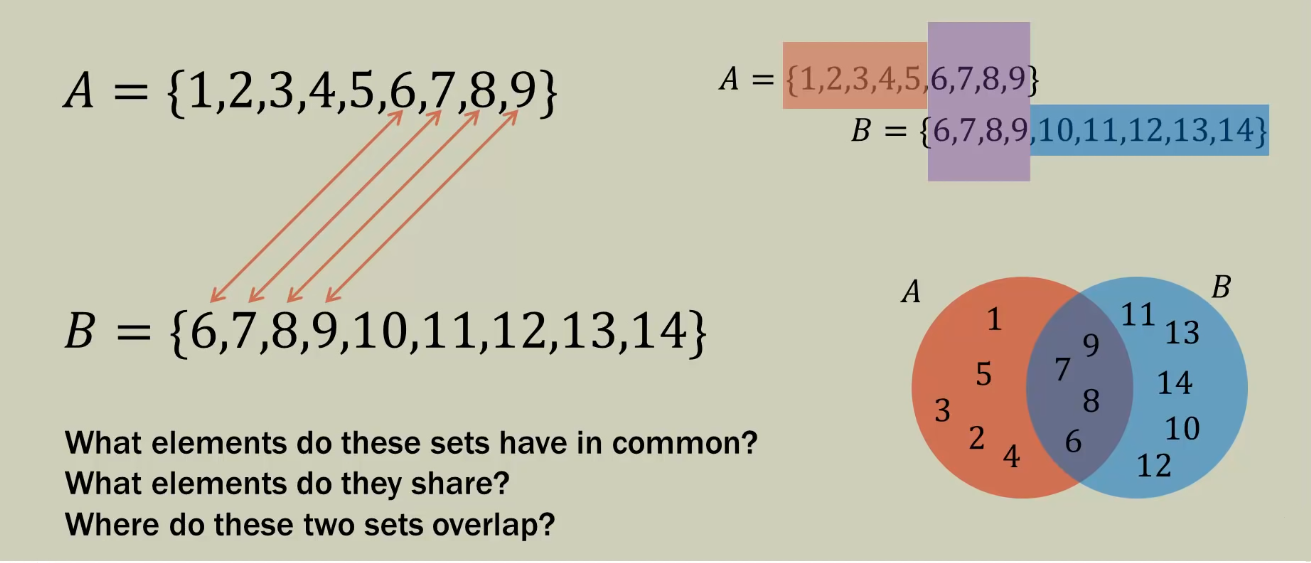 A = {1,2,3,4,5,6,7,8,9}
B = {6,7,8,9,10,11,12,13,14}
What elements do these sets have in common?
What elements do they share?
Where do these two sets overlap?
A = {1,2,3,4,5,6,7,8,9}
B = {6,7,8,9,10,11,12,13,14}
A
B
1
5
3
2
4
9
7
8
6
11
13
14
10
12